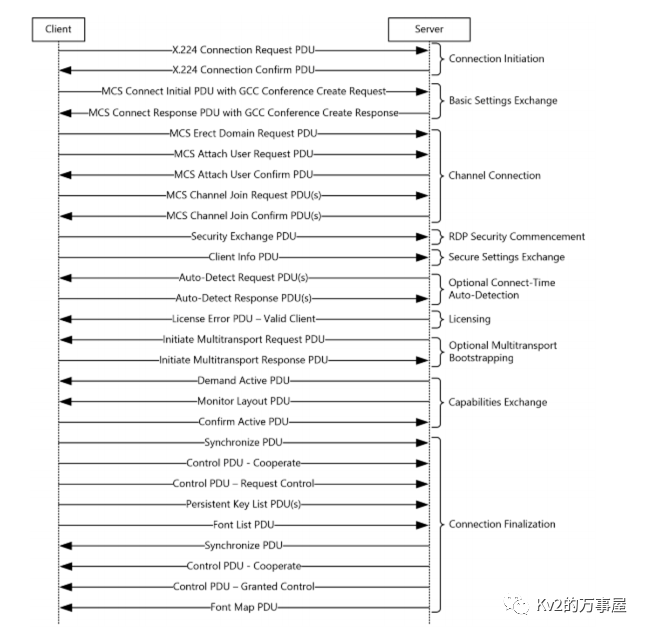 Client
Server
X.224 Connection Request PDU
X.224 Connection Confirm PDU
Connection Initiation
MCS Connect Initial PDU with GCC Conference Create Request
MCS Connect Response PDU with GCC Conference Create Response
Basic Settings Exchange
MCS Erect Domain Request PDU
MCS Attach User Request PDU
MCS Attach User Confirm PDU
MCS Channel Join Request PDU(s)
MCS Channel Join Confirm PDU(s)
Channel Connection
Security Exchange PDU
RDP Security Commencement
Client Info PDU
Secure Settings Exchange
Auto-Detect Request PDU(s)
Auto-Detect Response PDU(s)
Optional Connect-Time
Auto-Detection
License Error PDU – Valid Client
Licensing
Initiate Multitransport Request PDU
Initiate Multitransport Response PDU
Optional Multitransport
Bootstrapping
Demand Active PDU
Monitor Layout PDU
Confirm Active PDU
Capabilities Exchange
Synchronize PDU
Control PDU - Cooperate
Control PDU – Request Control
Persistent Key List PDU(s)
Font List PDU
Synchronize PDU
Control PDU - Cooperate
Control PDU – Granted Control
Font Map PDU
Connection Finalization
Kv2的万事屋